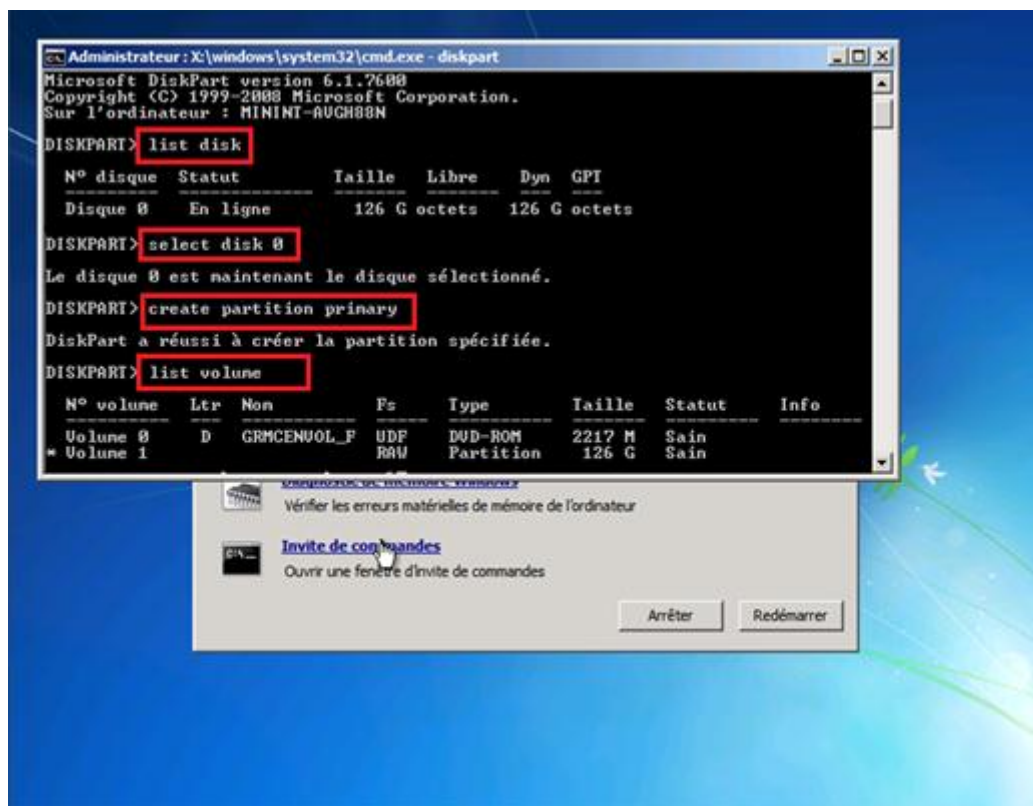 Administrateur : X:\windows\system32\cmd.exe - diskpart
Microsoft DiskPart version 6.1.7600
Copyright (C) 1999-2008 Microsoft Corporation.
Sur l'ordinateur : MININT-AVGH88N
DISKPART> list disk
N° disque Statut Taille Libre Dyn GPT
Disque 0 En ligne 126 G octets 126 G octets
DISKPART> select disk 0
Le disque 0 est maintenant le disque sélectionné.
DISKPART> create partition primary
DiskPart a réussi à créer la partition spécifiée.
DISKPART> list volume
N° volume Ltr Nom Fs Type Taille Statut Info
Volume 0 D GRMCENVOL_F UDF DVD-ROM 2217 M Sain
* Volume 1 RAW Partition 126 G Sain
Diagnostic de mémoire Windows
Vérifier les erreurs matérielles de mémoire de l'ordinateur
Invite de commandes
Ouvrir une fenêtre d'invite de commandes
Arrêter Redémarrer